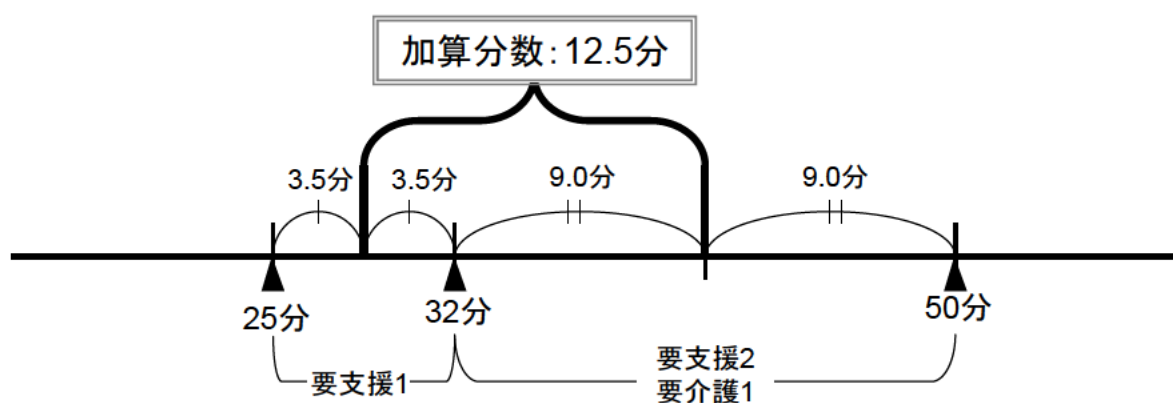 加算分数:12.5分
3.5分
3.5分
9.0分
9.0分
25分
32分
50分
要支援1
要支援2
要介護1